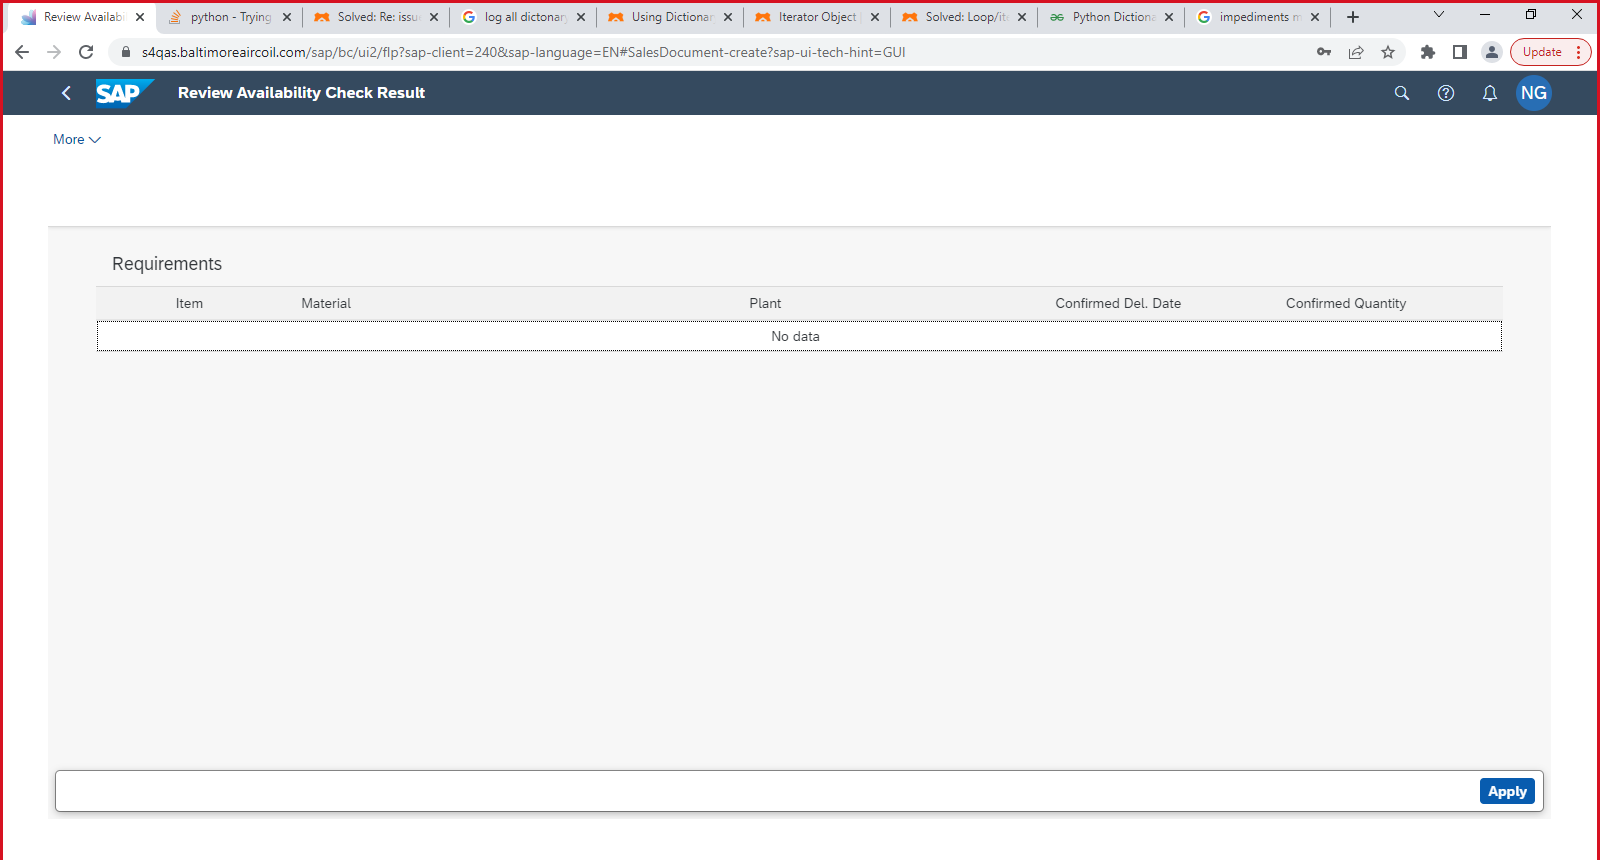 Review Availab
python - Trying
Solved: Re: issu
log all dictonar
Using Dictionar
Iterator Object
Solved: Loop/it
Python Dictiona
impediments m
s4qas.baltimoreaircoil.com/sap/bc/ui2/flp?sap-client=240&sap-language=EN#SalesDocument-create?sap-ui-tech-hint=GUI
Update
SAP
Review Availability Check Result
NG
More
Requirements
Item Material Plant Confirmed Del. Date Confirmed Quantity
No data
Apply